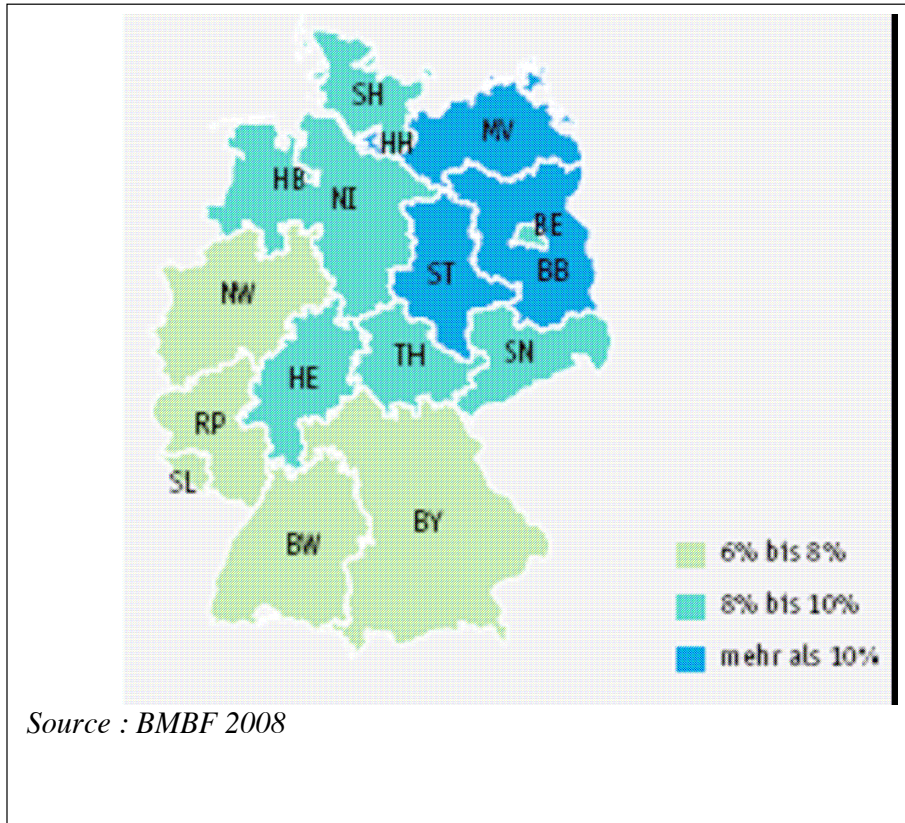 SH
HH
MV
HB
NI
BE
ST
BB
NW
TH
SN
HE
RP
SL
BY
BW
6% bis 8%
8% bis 10%
mehr als 10%
Source : BMBF 2008